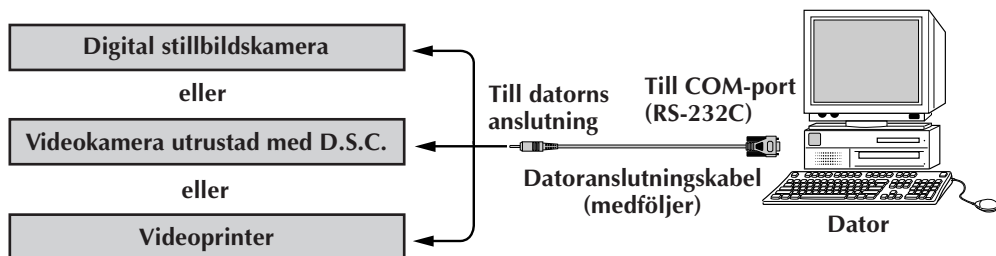 Digital stillbildskamera
eller
Videokamera utrustad med D.S.C.
eller
Videoprinter
Till datorns
anslutning
Till COM-port
(RS-232C)
Datoranslutningskabel
(medföljer)
Dator